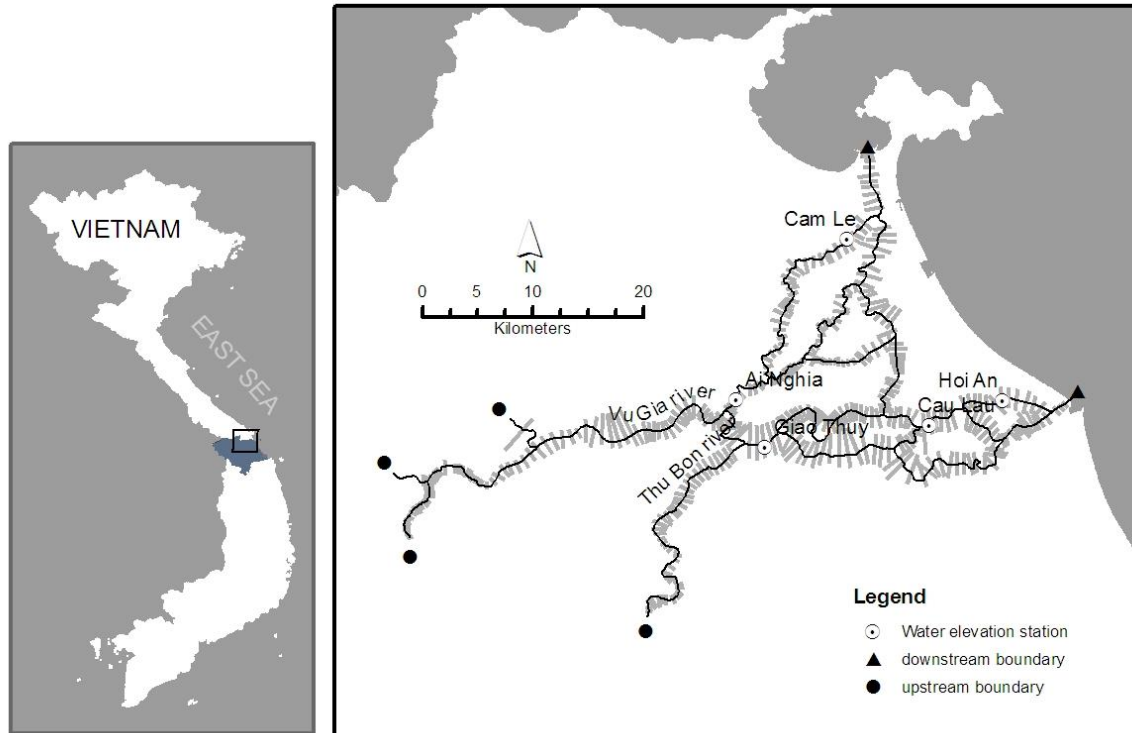 VIETNAM
EAST SEA
N
0 5 10 20
Kilometers
Cam Le
Ai Nghia
Vu Gia river
Hoi An
Cau Lau
Giao Thuy
Thu Bon river
Legend
Water elevation station
downstream boundary
upstream boundary